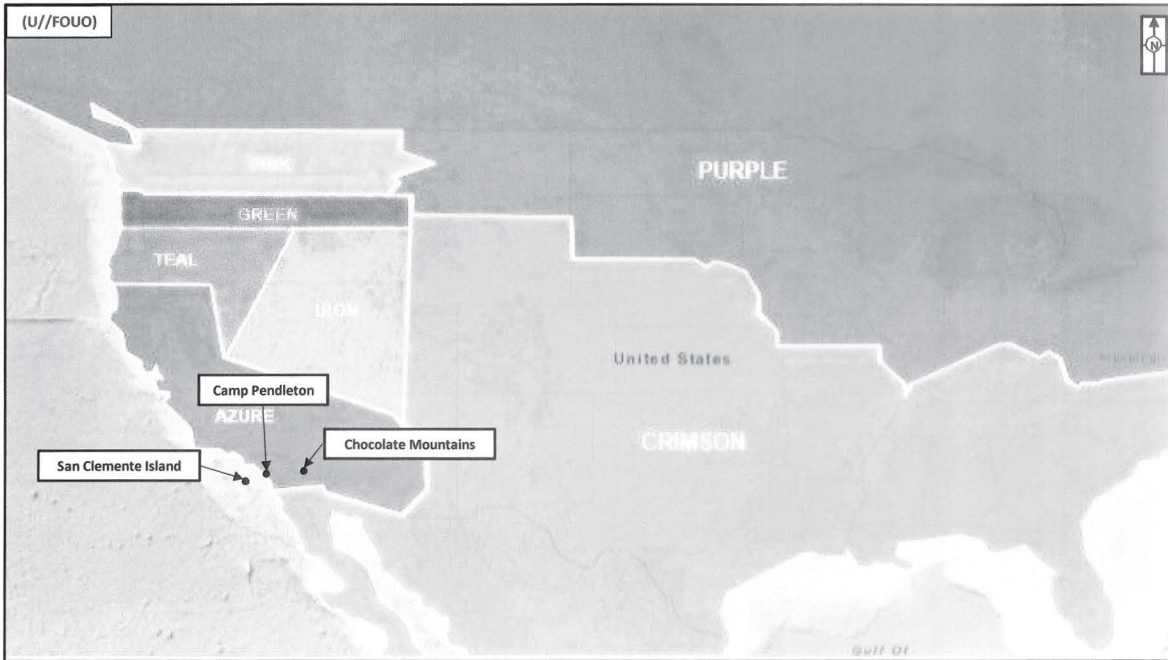 (U//FOUO)
N
PINK
PURPLE
GREEN
TEAL
IRON
United States
Camp Pendleton
AZURE
CRIMSON
Chocolate Mountains
San Clemente Island
Gulf Of